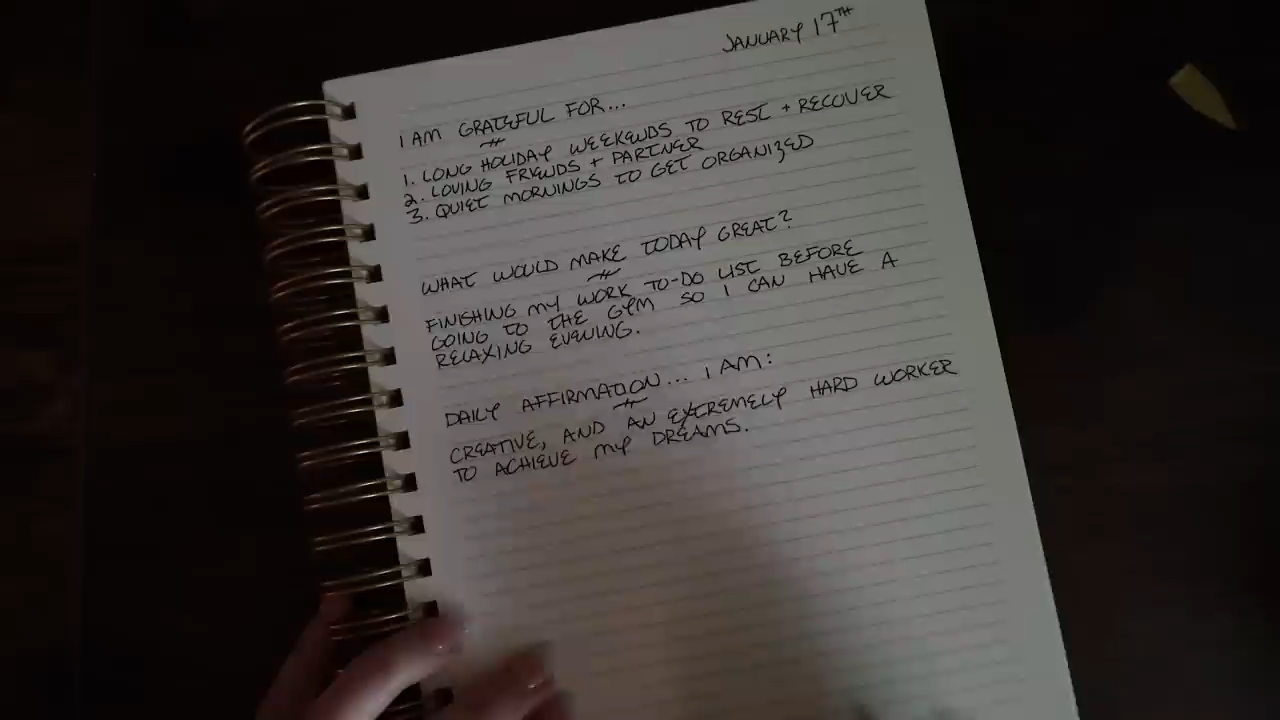 JANUARY 17TH
I AM GRATEFUL FOR...
1. LONG HOLIDAY WEEKENDS TO REST + RECOVER
2. LOVING FRIENDS + PARTNER
3. QUIET MORNINGS TO GET ORGANIZED
WHAT WOULD MAKE TODAY GREAT?
FINISHING MY WORK TO-DO LIST BEFORE
GOING TO THE GYM SO I CAN HAVE A
RELAXING EVENING.
DAILY AFFIRMATION... I AM:
CREATIVE, AND AN EXTREMELY HARD WORKER
TO ACHIEVE MY DREAMS.